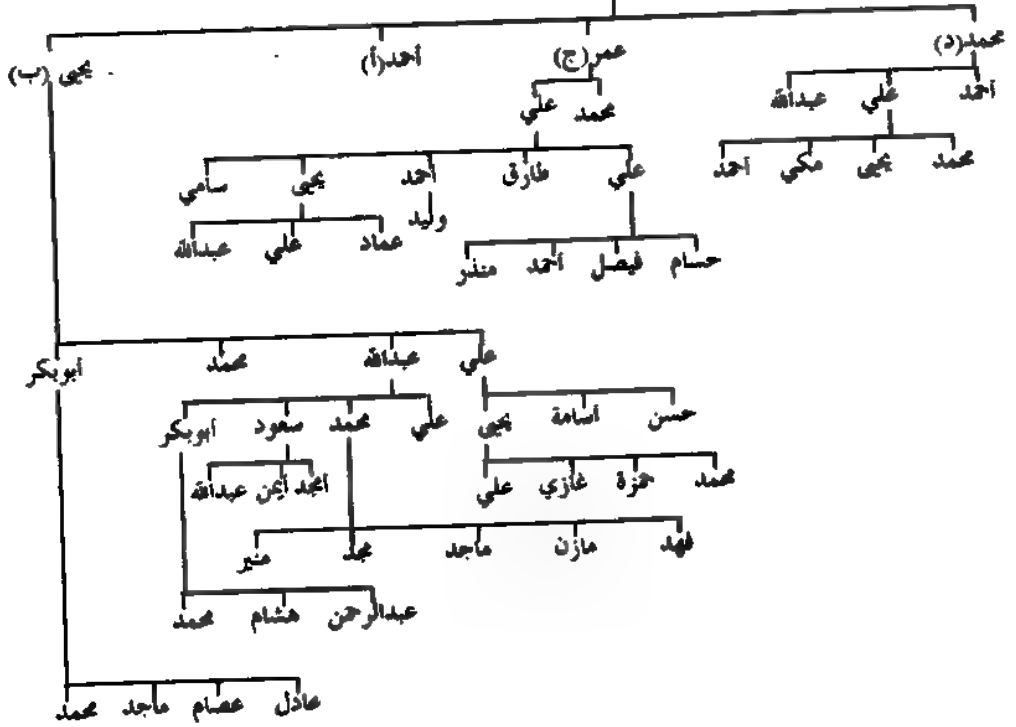 محمد(د) عمر(ج) أحمد(أ) يحيى (ب)
أحمد علي عبدالله محمد علي
محمد يحيى مكي أحمد علي طارق أحمد يحيى سامي
وليد
عماد علي عبدالله
حسام فيصل أحمد منذر
علي عبدالله محمد أبوبكر
حسن أسامة يحيى علي محمد سعود أبوبكر
محمد حمزة غازي علي أمجد أيمن عبدالله
فهد مازن ماجد مجد منير
عبدالرحمن هشام محمد
عادل عصام ماجد محمد